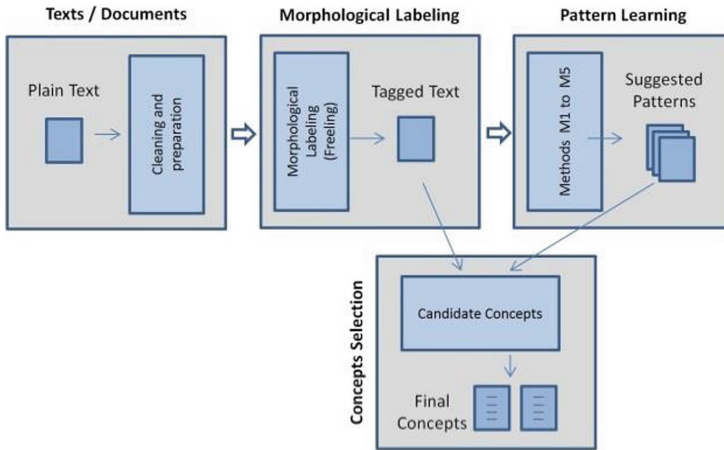 Texts / Documents
Morphological Labeling
Pattern Learning
Plain Text
Cleaning and
preparation
Morphological
Labeling
(Freeling)
Tagged Text
Methods M1 to M5
Suggested
Patterns
Concepts Selection
Candidate Concepts
Final
Concepts